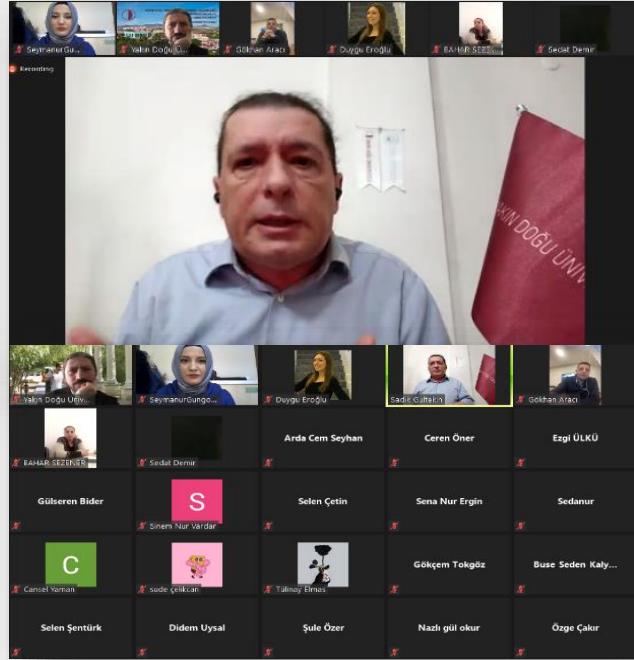 SeymanurGu...
Yakın Doğu Ü...
Gökhan Aracı
Duygu Eroğlu
BAHAR SEZE...
Sedat Demir
Recording
YAKIN DOĞU ÜNİV
Yakın Doğu Üniv...
SeymanurGungo...
Duygu Eroğlu
Sadık Gültekin
Gökhan Aracı
BAHAR SEZENER
Sedat Demir
Arda Cem Seyhan
Ceren Öner
Ezgi ÜLKÜ
Gülseren Bider
S
Sinem Nur Vardar
Selen Çetin
Sena Nur Ergin
Sedanur
C
Cansel Yaman
sude çelikcan
Tülinay Elmas
Gökçem Tokgöz
Buse Seden Kaly...
Selen Şentürk
Didem Uysal
Şule Özer
Nazlı gül okur
Özge Çakır